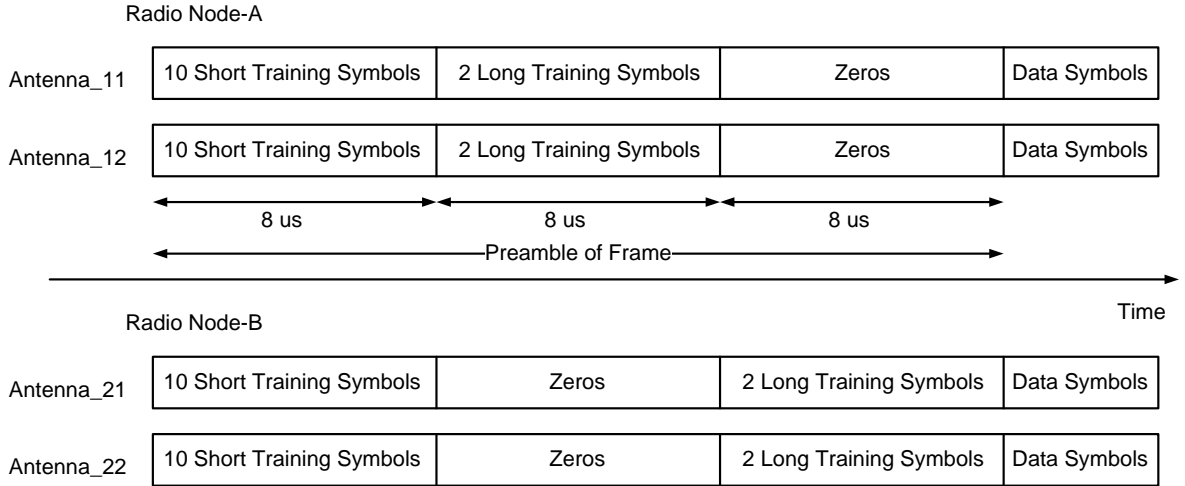 Radio Node-A
Antenna_11 10 Short Training Symbols 2 Long Training Symbols Zeros Data Symbols
Antenna_12 10 Short Training Symbols 2 Long Training Symbols Zeros Data Symbols
8 us 8 us 8 us
Preamble of Frame
Time
Radio Node-B
Antenna_21 10 Short Training Symbols Zeros 2 Long Training Symbols Data Symbols
Antenna_22 10 Short Training Symbols Zeros 2 Long Training Symbols Data Symbols